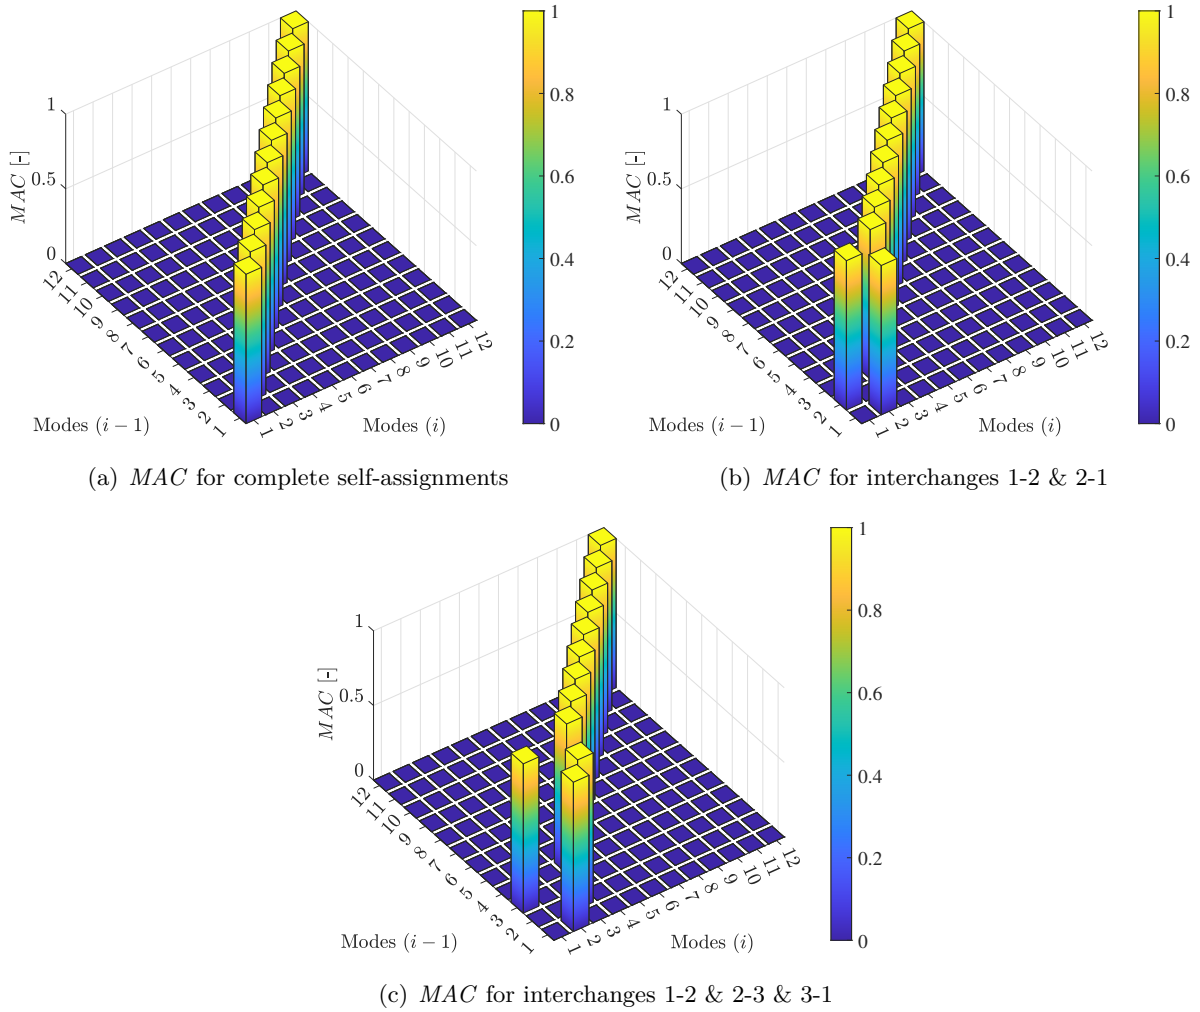 1
0.5
0
MAC [-]
12 11 10 9 8 7 6 5 4 3 2 1
Modes (i − 1)
1 2 3 4 5 6 7 8 9 10 11 12
Modes (i)
1
0.8
0.6
0.4
0.2
0
(a) MAC for complete self-assignments
1
0.5
0
MAC [-]
12 11 10 9 8 7 6 5 4 3 2 1
Modes (i − 1)
1 2 3 4 5 6 7 8 9 10 11 12
Modes (i)
1
0.8
0.6
0.4
0.2
0
(b) MAC for interchanges 1-2 & 2-1
1
0.5
0
MAC [-]
12 11 10 9 8 7 6 5 4 3 2 1
Modes (i − 1)
1 2 3 4 5 6 7 8 9 10 11 12
Modes (i)
1
0.8
0.6
0.4
0.2
0
(c) MAC for interchanges 1-2 & 2-3 & 3-1